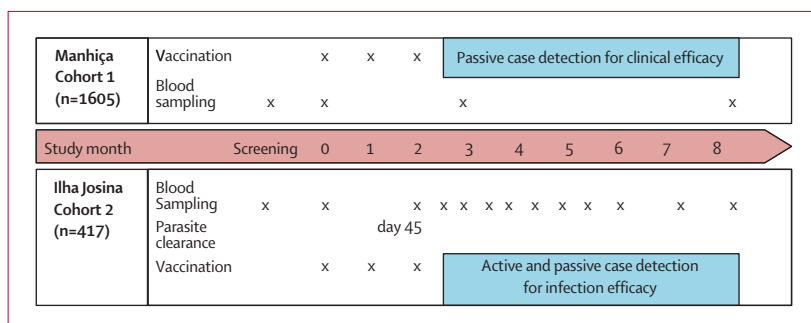 Manhiça
Cohort 1
(n=1605)
Vaccination x x x
Passive case detection for clinical efficacy
Blood
sampling x x x x
Study month Screening 0 1 2 3 4 5 6 7 8
Ilha Josina
Cohort 2
(n=417)
Blood
Sampling x x x x x x x x x x x x x
Parasite day 45
clearance
Vaccination x x x
Active and passive case detection
for infection efficacy